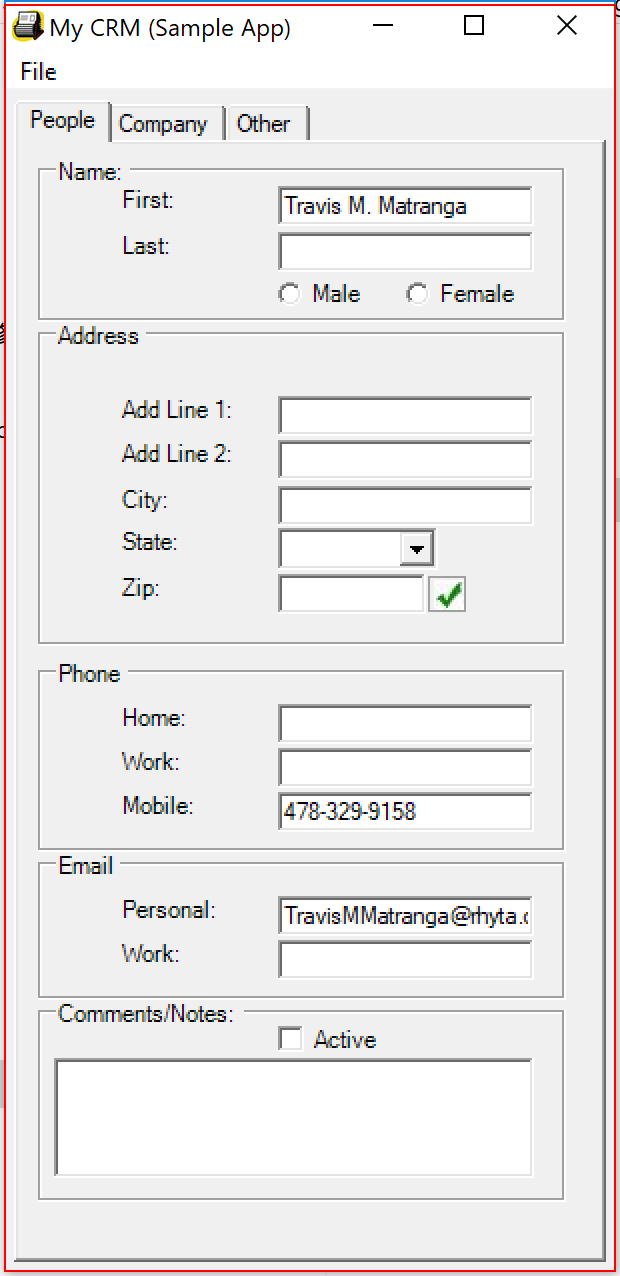 My CRM (Sample App)
File
People Company Other
Name:
First: Travis M. Matranga
Last:
Male Female
Address
Add Line 1:
Add Line 2:
City:
State:
Zip:
Phone
Home:
Work:
Mobile: 478-329-9158
Email
Personal: TravisMMatranga@rhyta.c
Work:
Comments/Notes:
Active